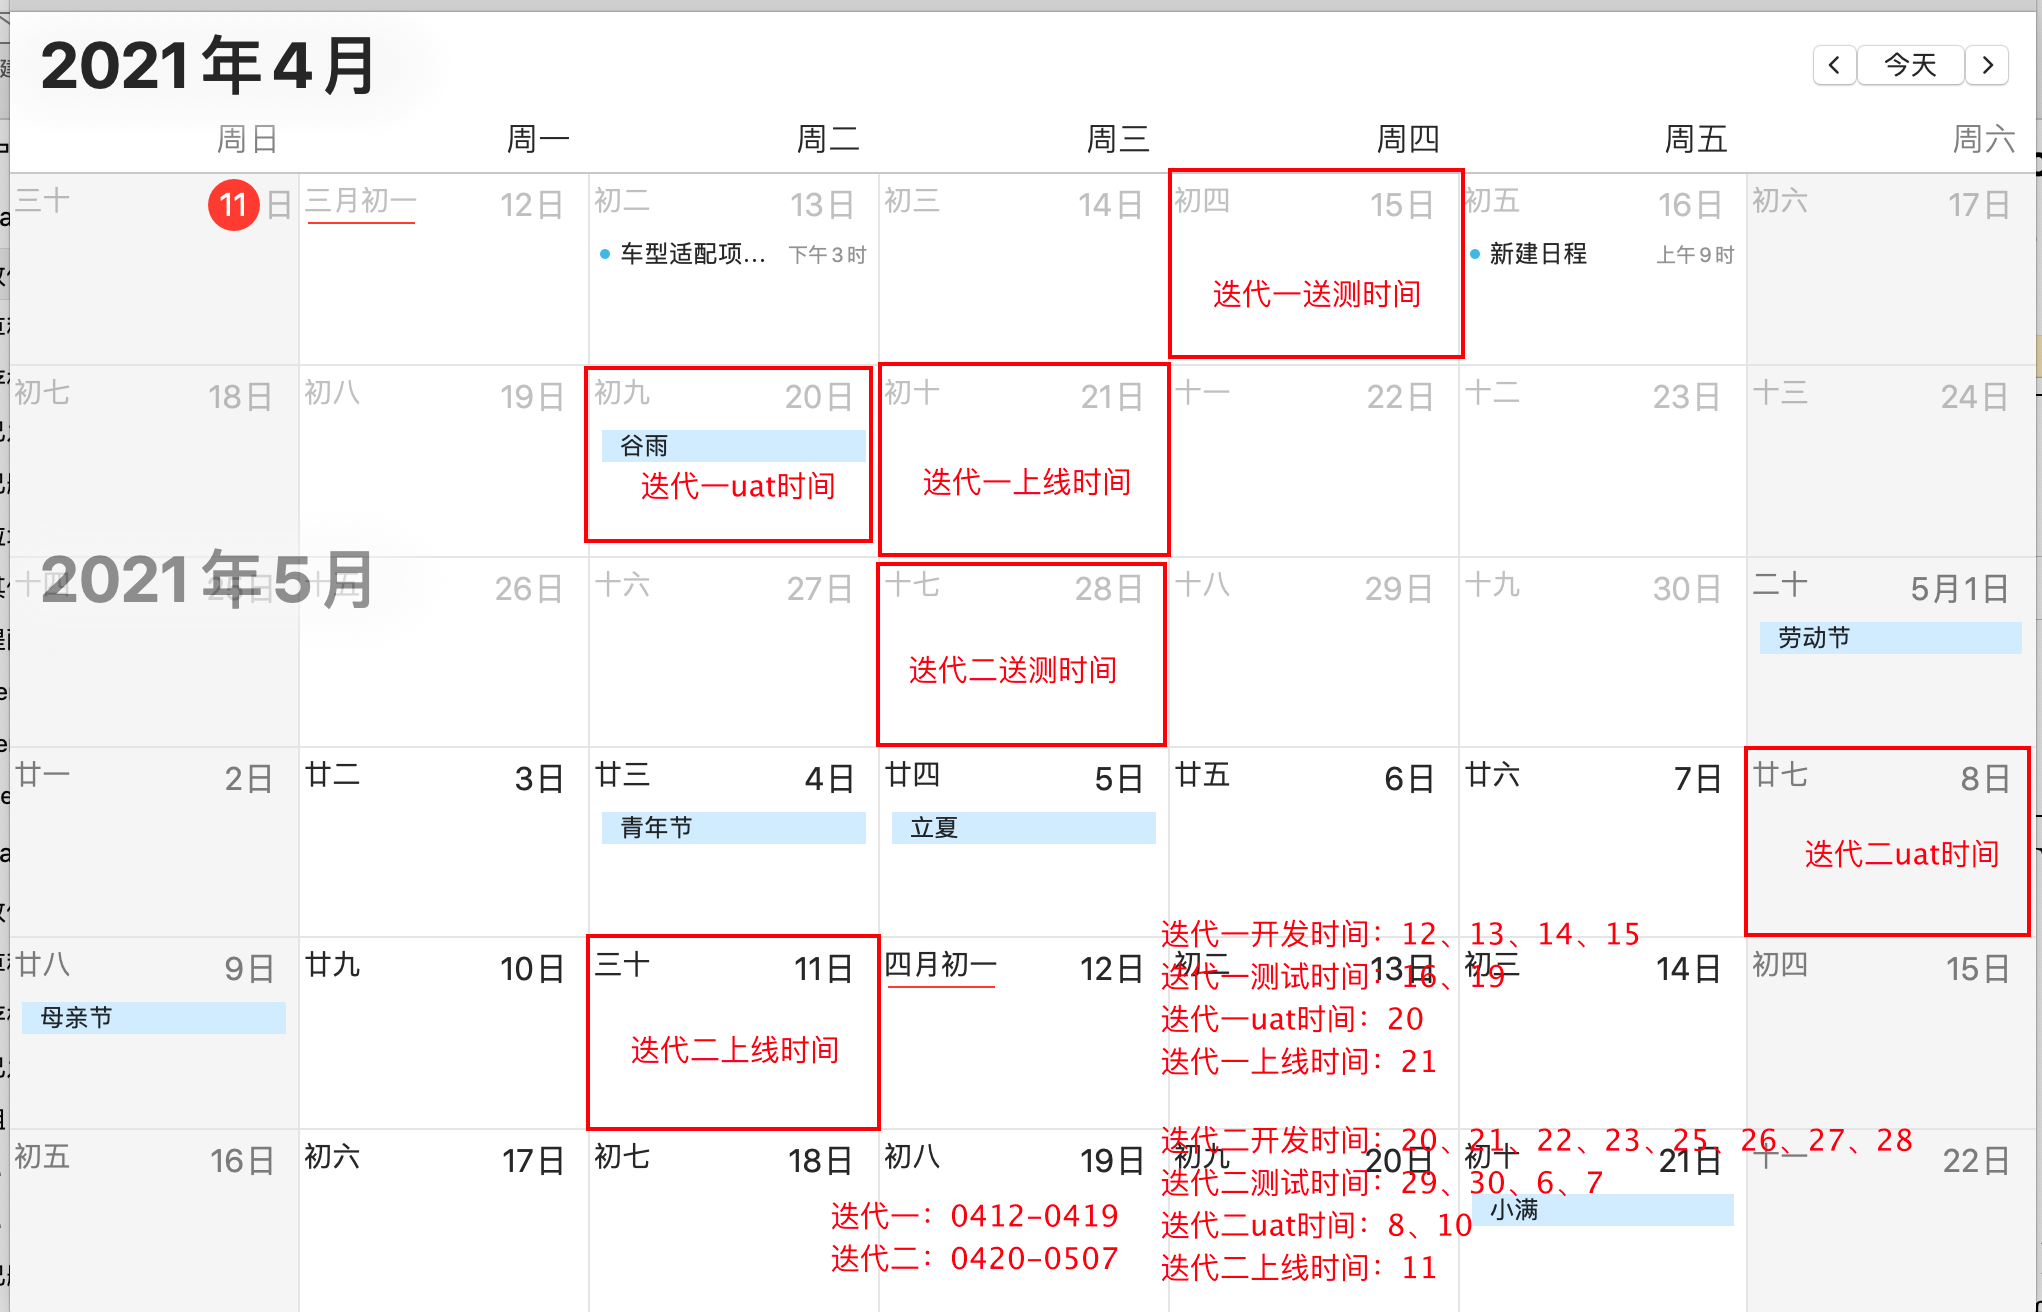 2021年4月
今天
周日 周一 周二 周三 周四 周五 周六
三十 11日 三月初一 12日 初二 13日 初三 14日 初四 15日 初五 16日 初六 17日
车型适配项... 下午3时 新建日程 上午9时
迭代一送测时间
初七 18日 初八 19日 初九 20日 初十 21日 十一 22日 十二 23日 十三 24日
谷雨
迭代一uat时间 迭代一上线时间
2021年5月
十四 25日 十五 26日 十六 27日 十七 28日 十八 29日 十九 30日 二十 5月1日
劳动节
迭代二送测时间
廿一 2日 廿二 3日 廿三 4日 廿四 5日 廿五 6日 廿六 7日 廿七 8日
青年节 立夏
迭代二uat时间
迭代一开发时间：12、13、14、15
廿八 9日 廿九 10日 三十 11日 四月初一 12日 初二 13日 初三 14日 初四 15日
迭代一测试时间：16、19
母亲节
迭代一uat时间：20
迭代二上线时间
迭代一上线时间：21
迭代二开发时间：20、21、22、23、25、26、27、28
初五 16日 初六 17日 初七 18日 初八 19日 初九 20日 初十 21日 十一 22日
迭代二测试时间：29、30、6、7
小满
迭代一：0412-0419
迭代二uat时间：8、10
迭代二：0420-0507
迭代二上线时间：11